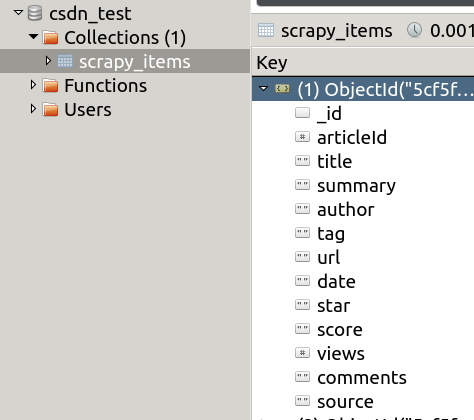 csdn_test
Collections (1)
scrapy_items
Functions
Users
scrapy_items 0.001
Key
(1) ObjectId("5cf5f...
_id
articleId
title
summary
author
tag
url
date
star
score
views
comments
source